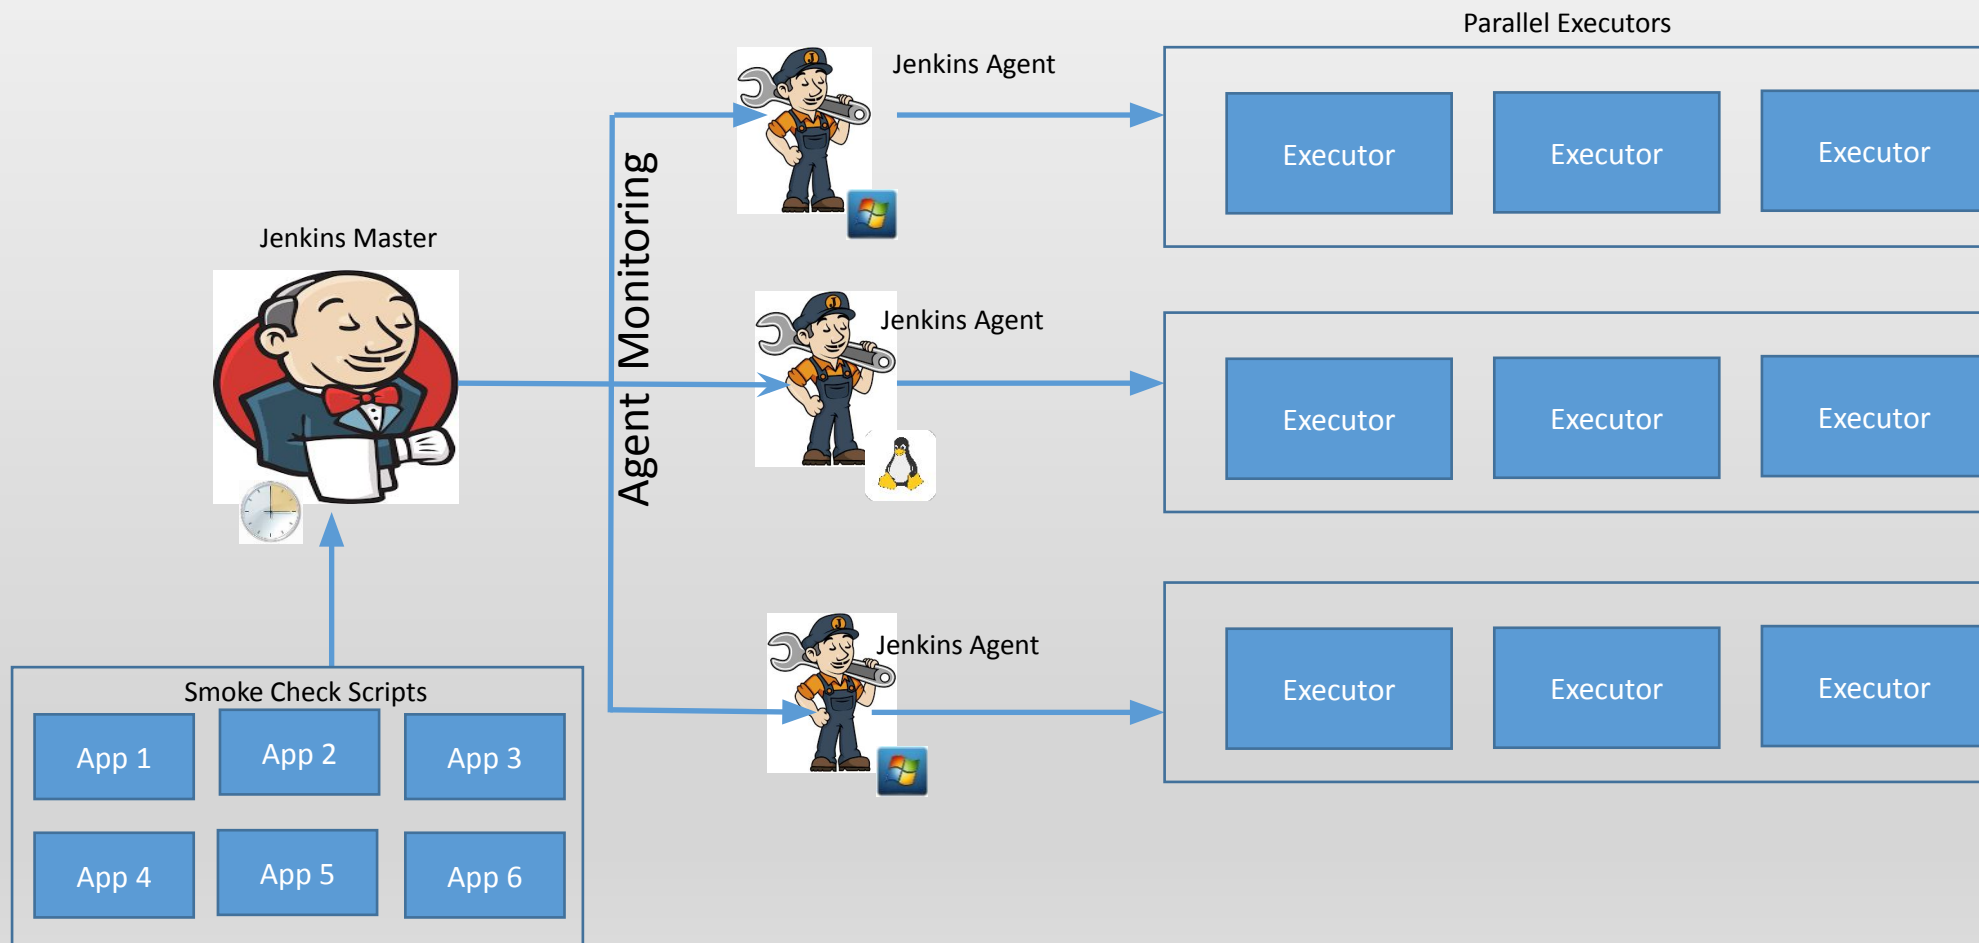 Parallel Executors
Jenkins Agent
Executor
Executor
Executor
Jenkins Master
Agent Monitoring
Jenkins Agent
Executor
Executor
Executor
Jenkins Agent
Executor
Executor
Executor
Smoke Check Scripts
App 1
App 2
App 3
App 4
App 5
App 6